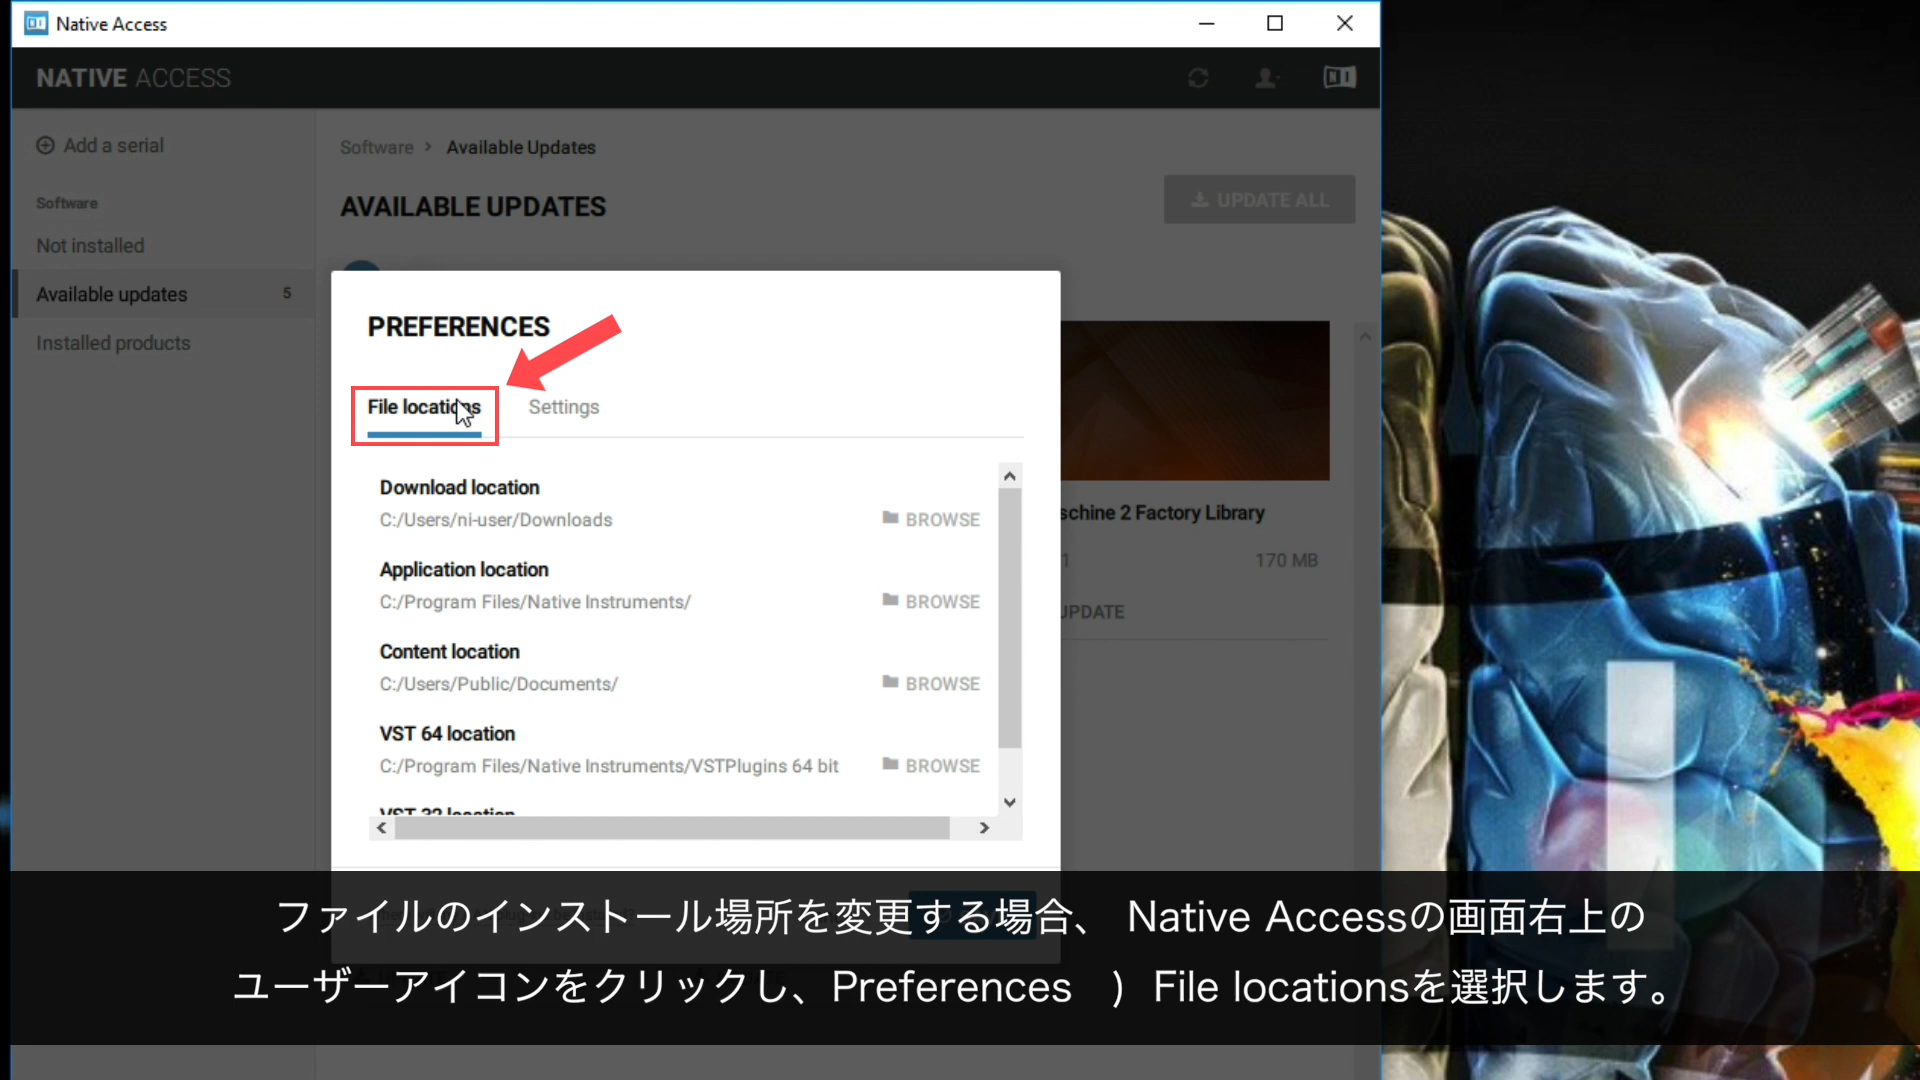 Native Access
NATIVE ACCESS
NI
Add a serial
Software
Not installed
Available updates 5
Installed products
Software > Available Updates
AVAILABLE UPDATES
UPDATE ALL
PREFERENCES
File locations Settings
Download location
C:/Users/ni-user/Downloads BROWSE
Application location
C:/Program Files/Native Instruments/ BROWSE
Content location
C:/Users/Public/Documents/ BROWSE
VST 64 location
C:/Program Files/Native Instruments/VSTPlugins 64 bit BROWSE
VST 32 location
schine 2 Factory Library
1 170 MB
UPDATE
ファイルのインストール場所を変更する場合、 Native Accessの画面右上の
ユーザーアイコンをクリックし、Preferences ） File locationsを選択します。